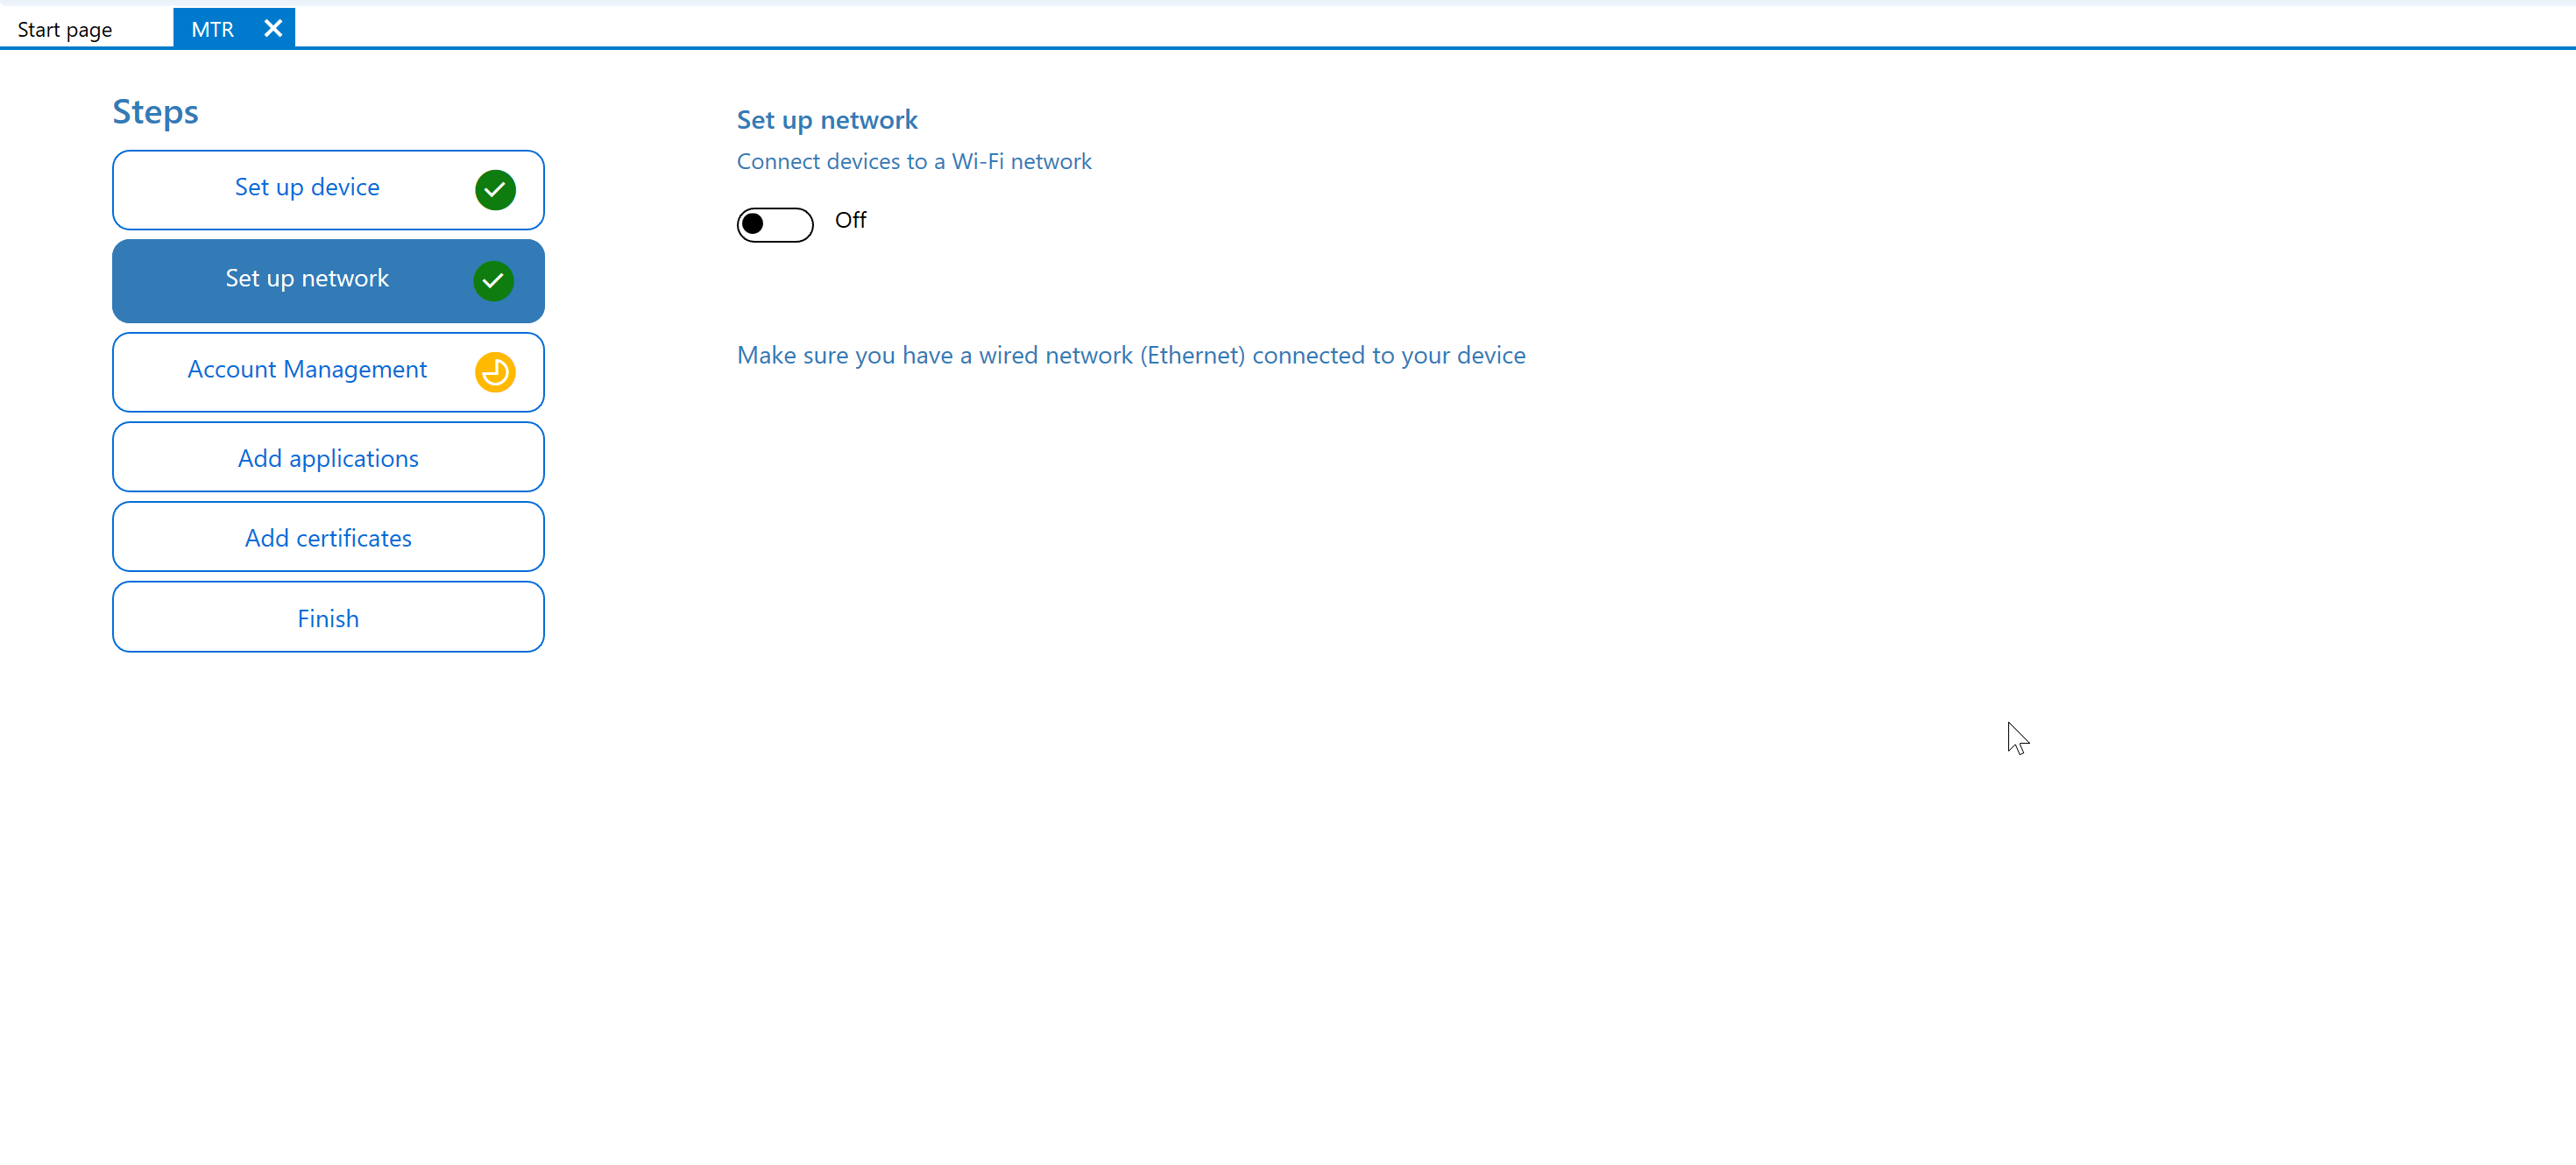 Start page
MTR
Steps
Set up device
Set up network
Account Management
Add applications
Add certificates
Finish
Set up network
Connect devices to a Wi-Fi network
Off
Make sure you have a wired network (Ethernet) connected to your device